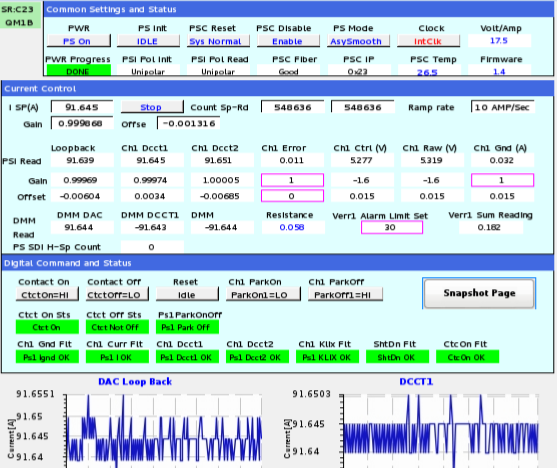 SR:C23
QM1B
Common Settings and Status
PWR PS Init PSC Reset PSC Disable PS Mode Clock Volt/Amp
PS On IDLE Sys Normal Enable AsySmooth IntClk 17.5
PWR Progress PSI Pol Init PSI Pol Read PSC Fiber PSC IP PSC Temp Firmware
DONE Unipolar Unipolar Good 0x23 26.5 1.4
Current Control
I SP(A) 91.645 Stop Count Sp-Rd 548636 548636 Ramp rate 10 AMP/Sec
Gain 0.999868 Offse -0.001316
Loopback Ch1 Dcct1 Ch1 Dcct2 Ch1 Error Ch1 Ctrl (V) Ch1 Raw (V) Ch1 Gnd (A)
PSI Read 91.639 91.645 91.651 0.011 5.277 5.319 0.032
Gain 0.99969 0.99974 1.00005 1 -1.6 -1.6 1
Offset -0.00604 0.0034 -0.00685 0 0.015 0.015 0.015
DMM DAC DMM DCCT1 DMM Resistance Verr1 Alarm Limit Set Verr1 Sum Reading
DMM Read 91.644 -91.643 -91.644 0.058 30 0.182
PS SDI H-Sp Count 0
Digital Command and Status
Contact On Contact Off Reset Ch1 ParkOn Ch1 ParkOff
CtctOn=HI CtctOff=LO Idle ParkOn1=LO ParkOff1=HI
Snapshot Page
Ctct On Sts Ctct Off Sts Ps1ParkOnOff
Ctct On Ctct Not Off Ps1 Park Off
Ch1 Gnd Flt Ch1 Curr Flt Ch1 Dcct1 Ch1 Dcct2 Ch1 Klix Flt ShtDn Flt CtcOn Flt
Ps1 Ignd OK Ps1 I OK Ps1 Dcct1 OK Ps1 Dcct2 OK Ps1 KLIX OK ShtDn OK CtcOn OK
DAC Loop Back DCCT1
91.6551 91.6503
91.65
91.645 91.645
91.64 91.64
Current [A] Current [A]